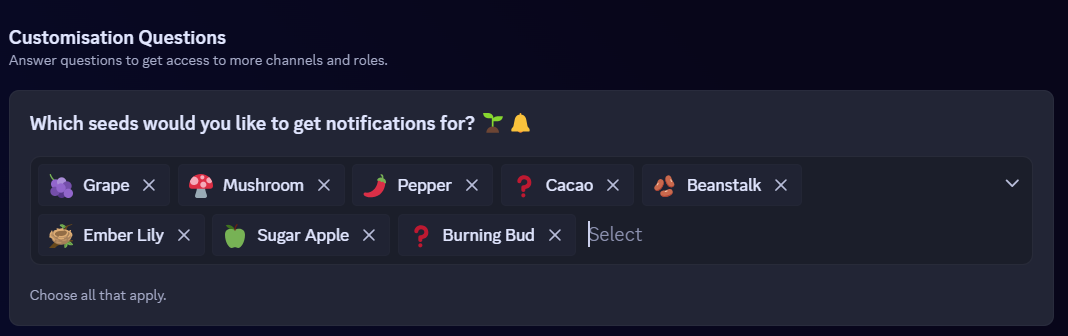 Customisation Questions
Answer questions to get access to more channels and roles.
Which seeds would you like to get notifications for?
Grape Mushroom Pepper Cacao Beanstalk
Ember Lily Sugar Apple Burning Bud Select
Choose all that apply.